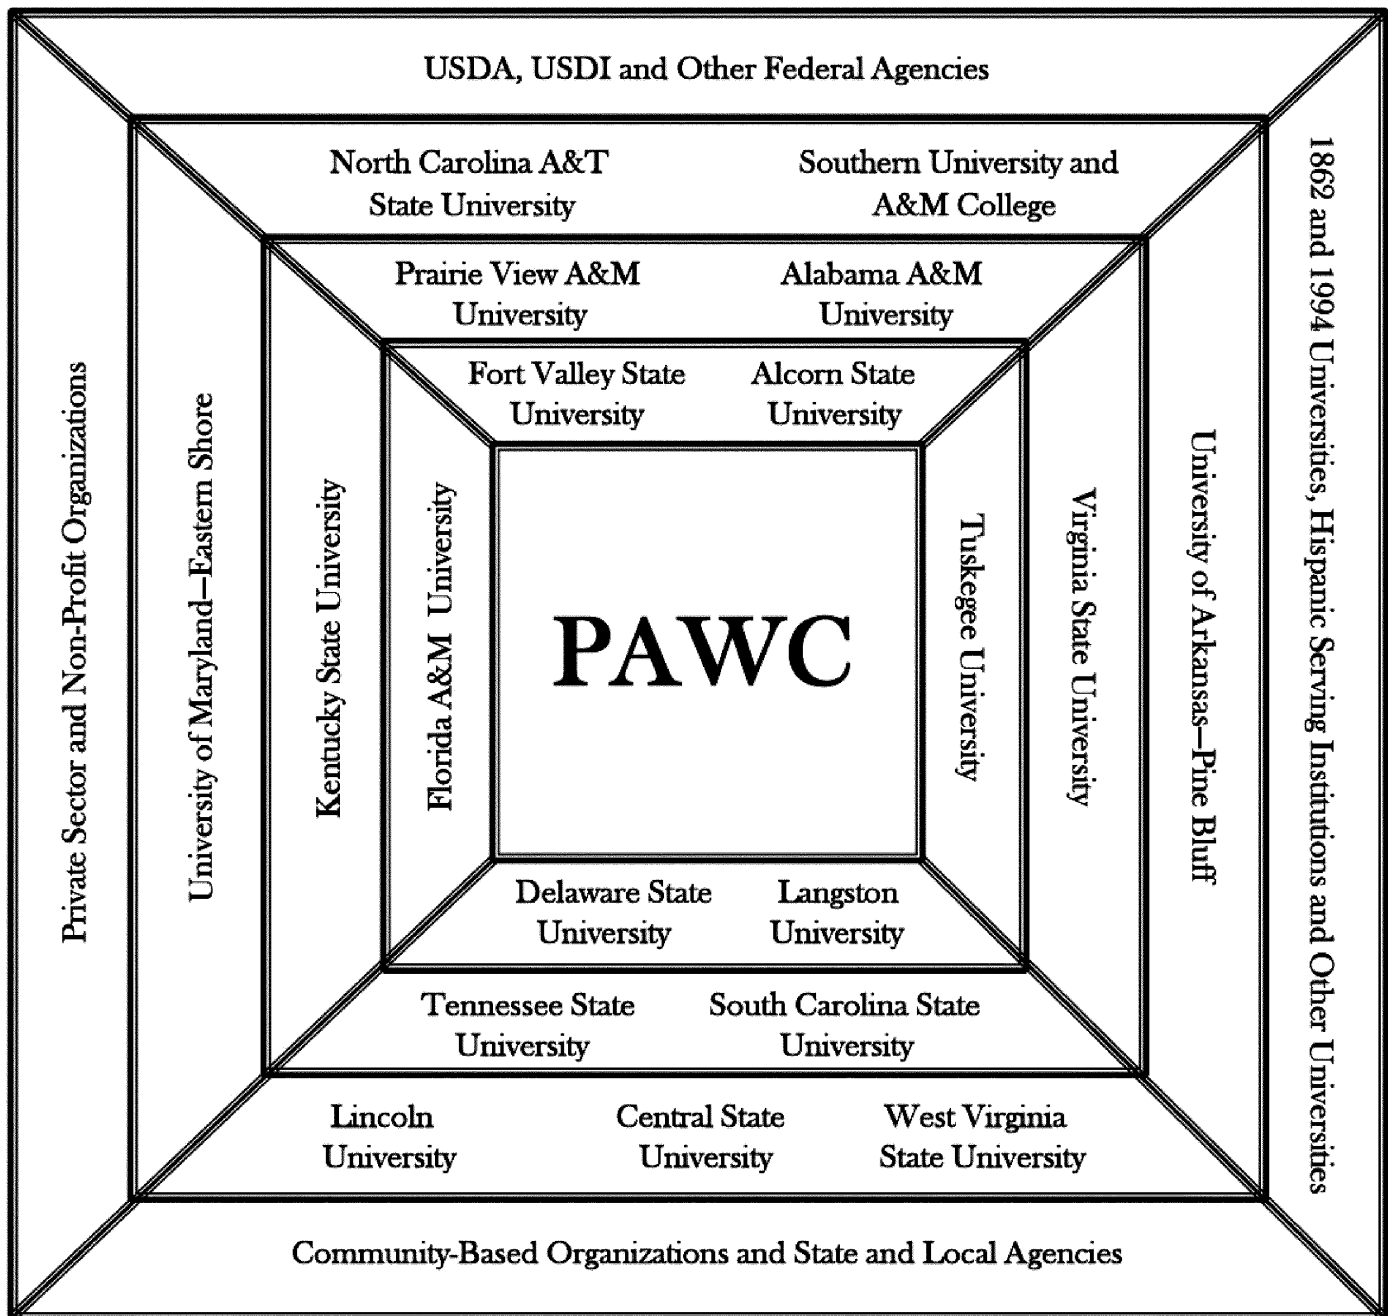 USDA, USDI and Other Federal Agencies
North Carolina A&T
State University
Southern University and
A&M College
Prairie View A&M
University
Alabama A&M
University
Fort Valley State
University
Alcorn State
University
Private Sector and Non-Profit Organizations
University of Maryland—Eastern Shore
Kentucky State University
Florida A&M University
PAWC
Tuskegee University
Virginia State University
University of Arkansas—Pine Bluff
1862 and 1994 Universities, Hispanic Serving Institutions and Other Universities
Delaware State
University
Langston
University
Tennessee State
University
South Carolina State
University
Lincoln
University
Central State
University
West Virginia
State University
Community-Based Organizations and State and Local Agencies